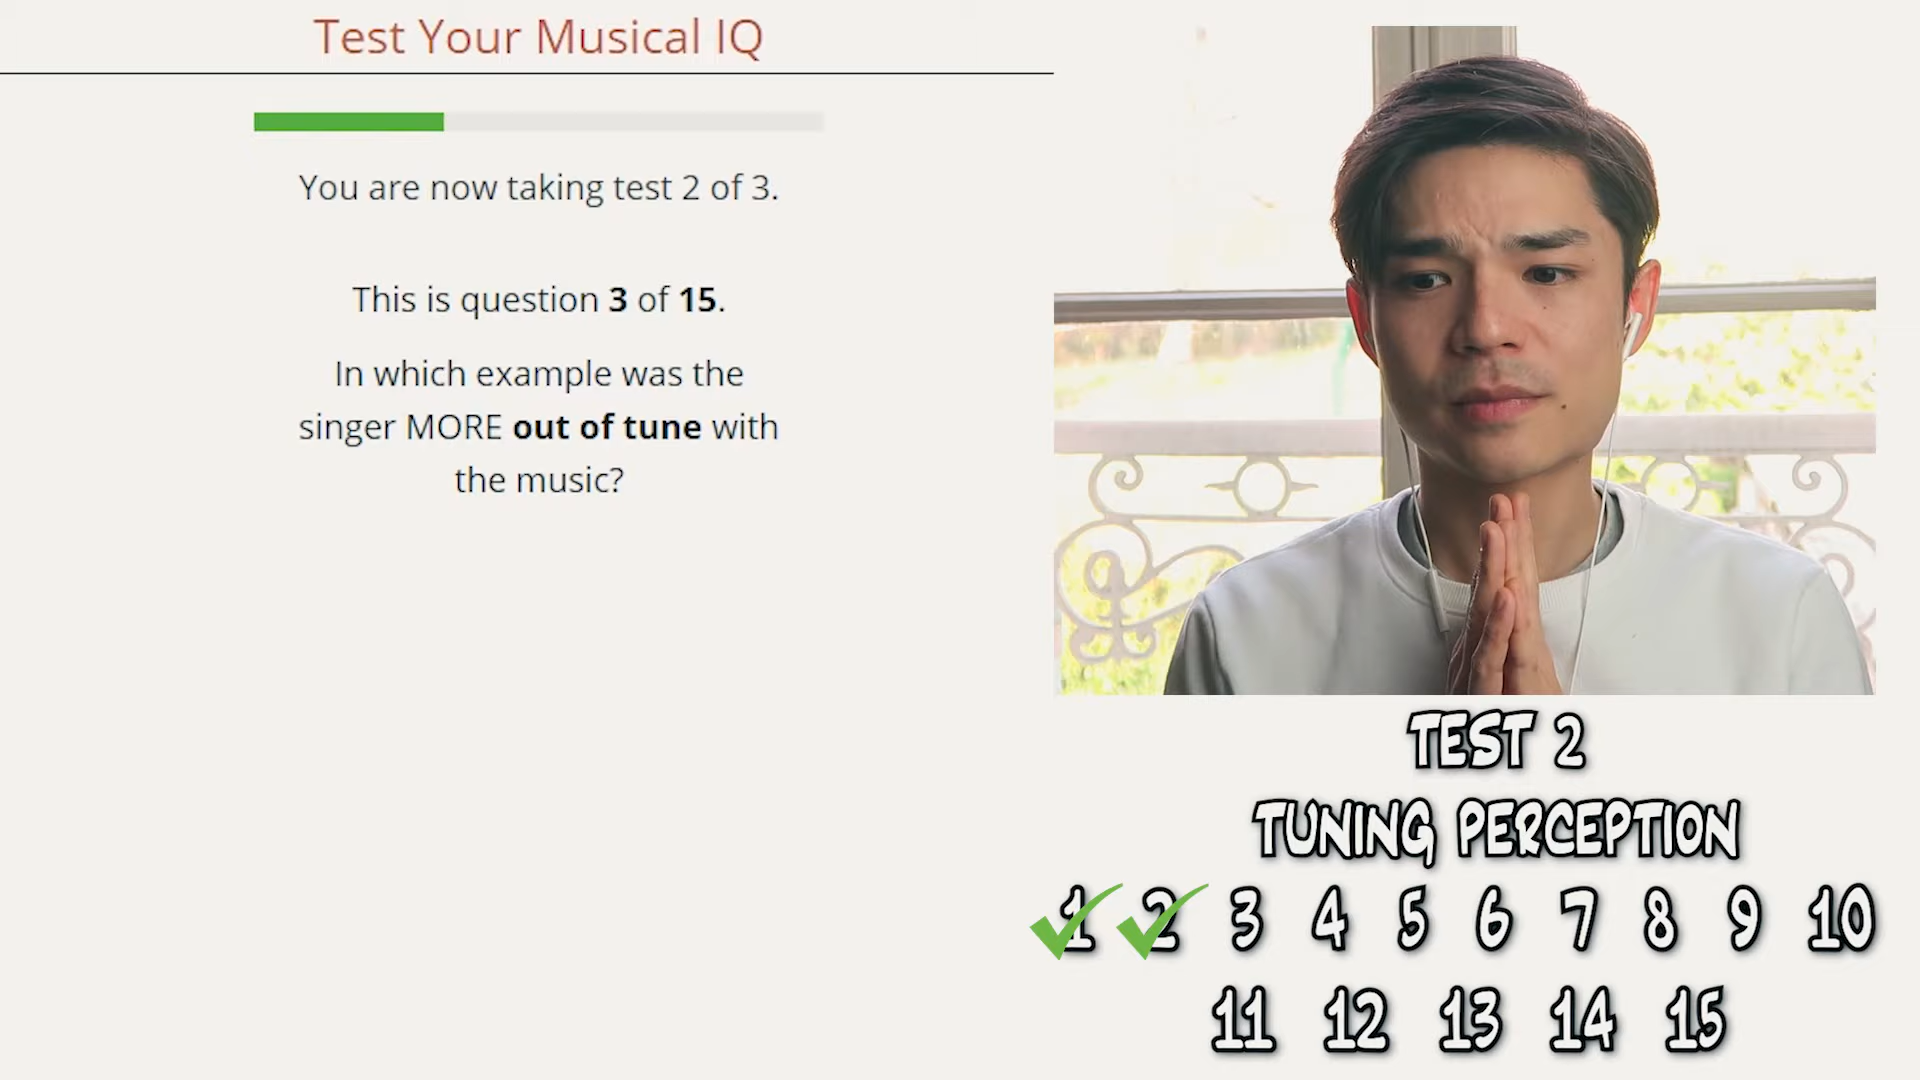 Test Your Musical IQ
You are now taking test 2 of 3.
This is question 3 of 15.
In which example was the
singer MORE out of tune with
the music?
TEST 2
TUNING PERCEPTION
1 2 3 4 5 6 7 8 9 10
11 12 13 14 15